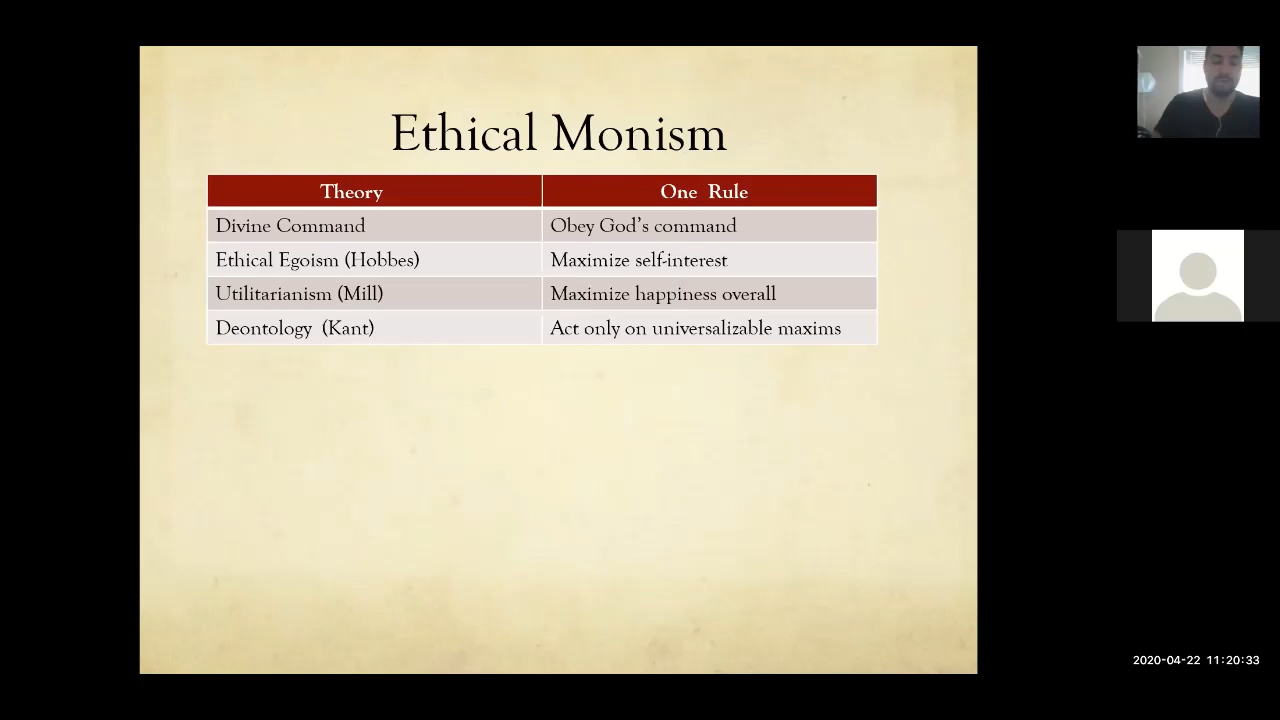 Ethical Monism
Theory One Rule
Divine Command Obey God's command
Ethical Egoism (Hobbes) Maximize self-interest
Utilitarianism (Mill) Maximize happiness overall
Deontology (Kant) Act only on universalizable maxims
2020-04-22 11:20:33